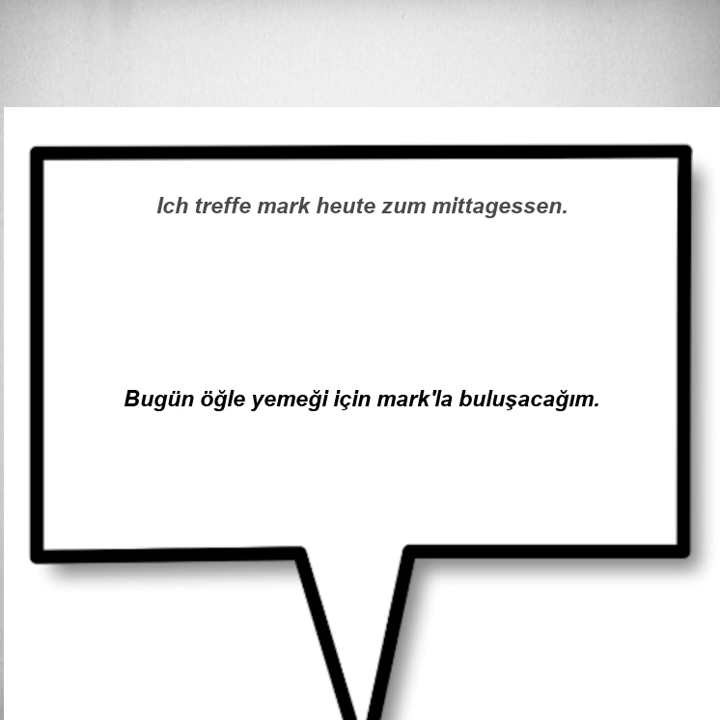 Ich treffe mark heute zum mittagessen.
Bugün öğle yemeği için mark'la buluşacağım.